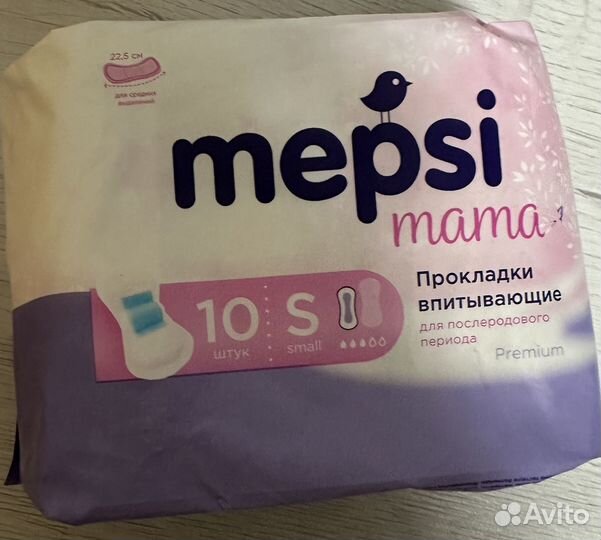 22,5 см
для средних
выделений
mepsi
mama
10
штук
S
small
Прокладки
впитывающие
для послеродового
периода
Premium
Avito